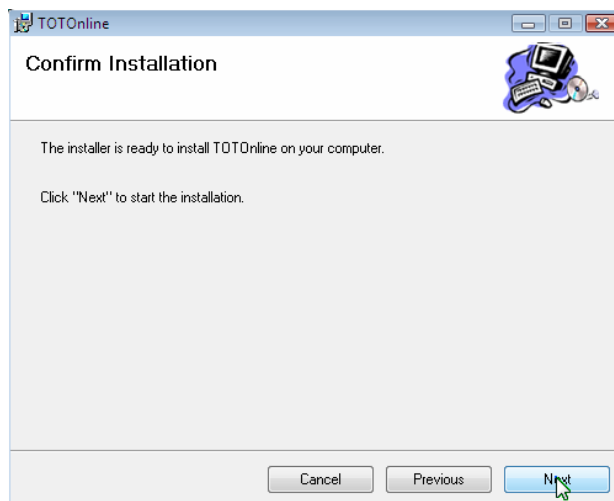 TOTOnline
Confirm Installation
The installer is ready to install TOTOnline on your computer.
Click "Next" to start the installation.
Cancel
Previous
Next